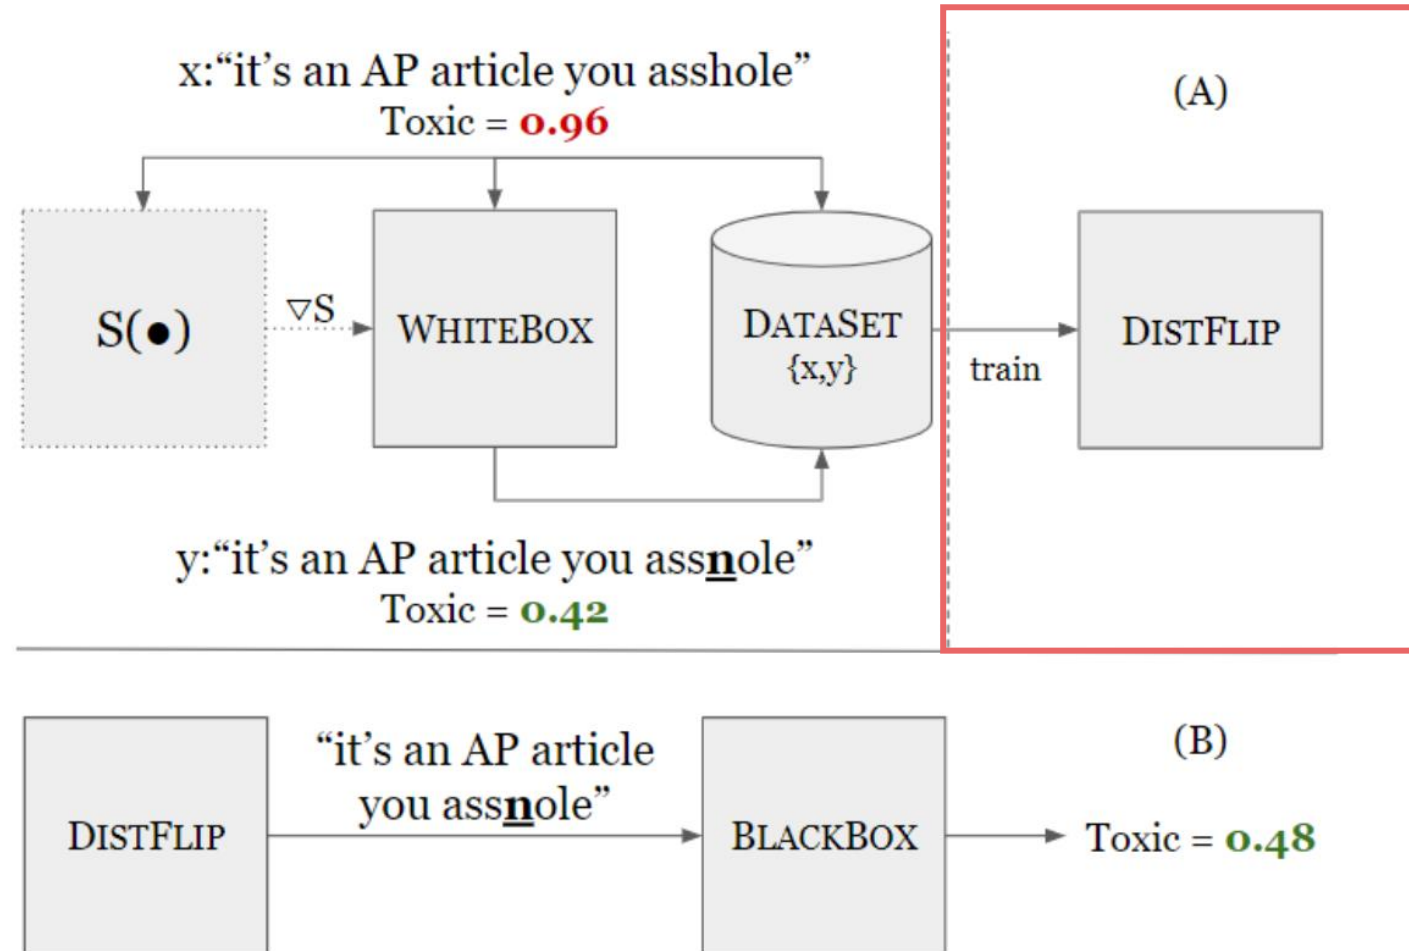 x:“it’s an AP article you asshole”
Toxic = 0.96
(A)
S(●)
▽S
WHITEBOX
DATASET
{x,y}
train
DISTFLIP
y:“it’s an AP article you assnole”
Toxic = 0.42
(B)
DISTFLIP
“it’s an AP article
you assnole”
BLACKBOX
Toxic = 0.48